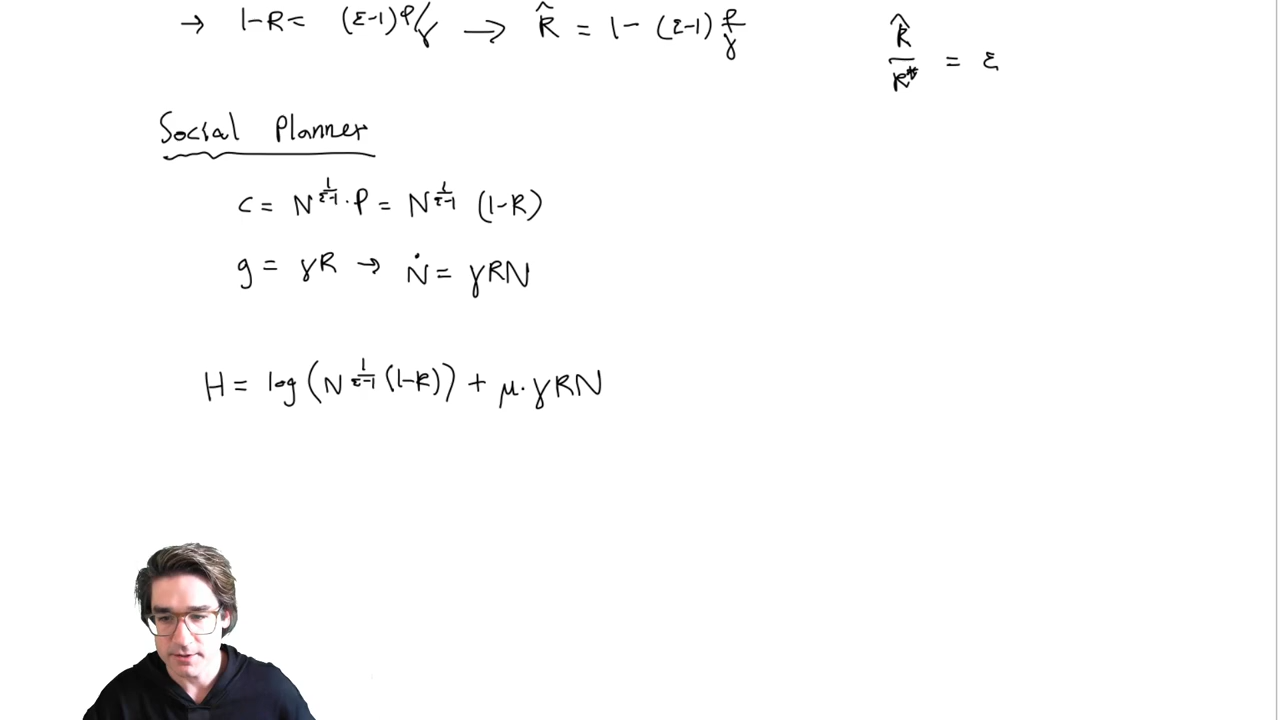 → 1-R = (ε-1) ρ/γ → R̂ = 1 - (ε-1) ρ/γ
R̂/R* = ε
Social Planner
c = N^{1/(ε-1)} · P = N^{1/(ε-1)} (1-R)
g = γR → Ṅ = γRN
H = log(N^{1/(ε-1)} (1-R)) + μ · γRN